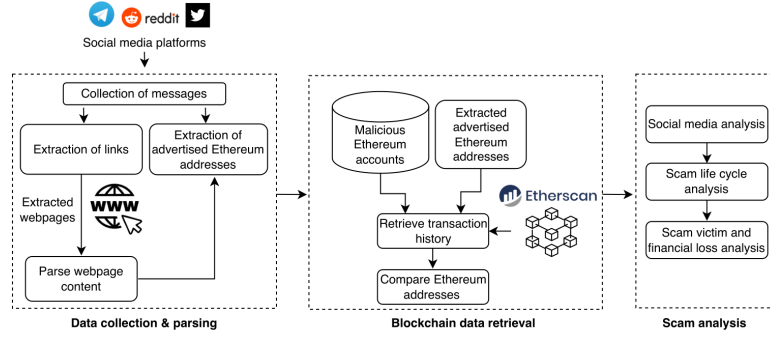 reddit
Social media platforms
Collection of messages
Extraction of links
Extraction of
advertised Ethereum
addresses
Extracted
webpages
WWW
Parse webpage
content
Data collection & parsing
Malicious
Ethereum
accounts
Extracted
advertised
Ethereum
addresses
Etherscan
Retrieve transaction
history
Compare Ethereum
addresses
Blockchain data retrieval
Social media analysis
Scam life cycle
analysis
Scam victim and
financial loss analysis
Scam analysis